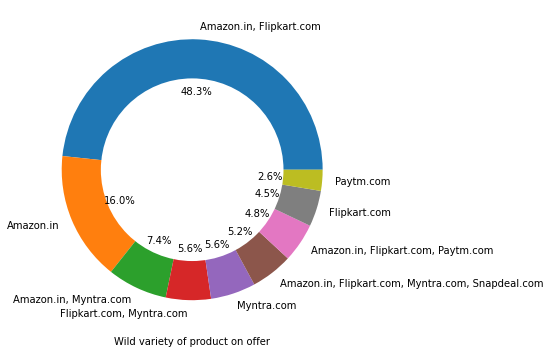 Amazon.in, Flipkart.com
48.3%
2.6%
Paytm.com
4.5%
16.0%
4.8%
Flipkart.com
Amazon.in
5.2%
7.4%
5.6%
5.6%
Amazon.in, Flipkart.com, Paytm.com
Amazon.in, Flipkart.com, Myntra.com, Snapdeal.com
Amazon.in, Myntra.com
Myntra.com
Flipkart.com, Myntra.com
Wild variety of product on offer